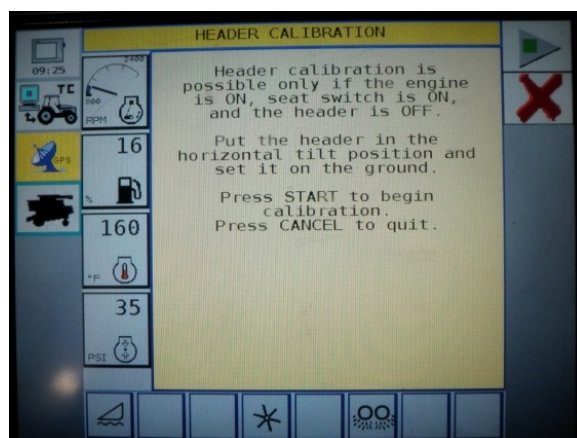 HEADER CALIBRATION
09:25
TC
GPS
2400
800
RPM
16
%
160
°F
35
PSI
Header calibration is
possible only if the engine
is ON, seat switch is ON,
and the header is OFF.
Put the header in the
horizontal tilt position and
set it on the ground.
Press START to begin
calibration.
Press CANCEL to quit.